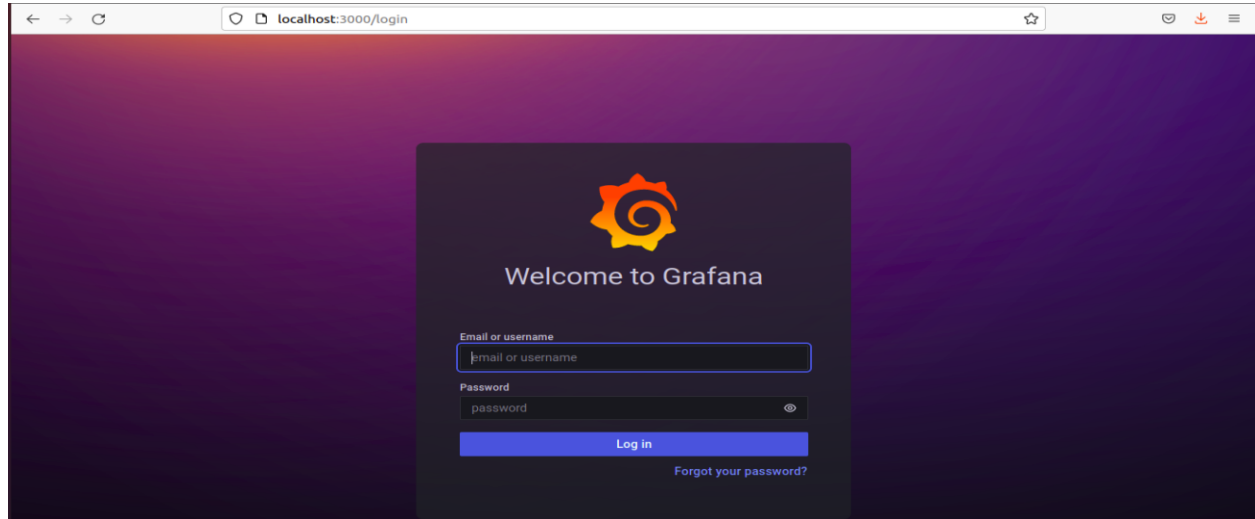 localhost:3000/login
Welcome to Grafana
Email or username
email or username
Password
password
Log in
Forgot your password?